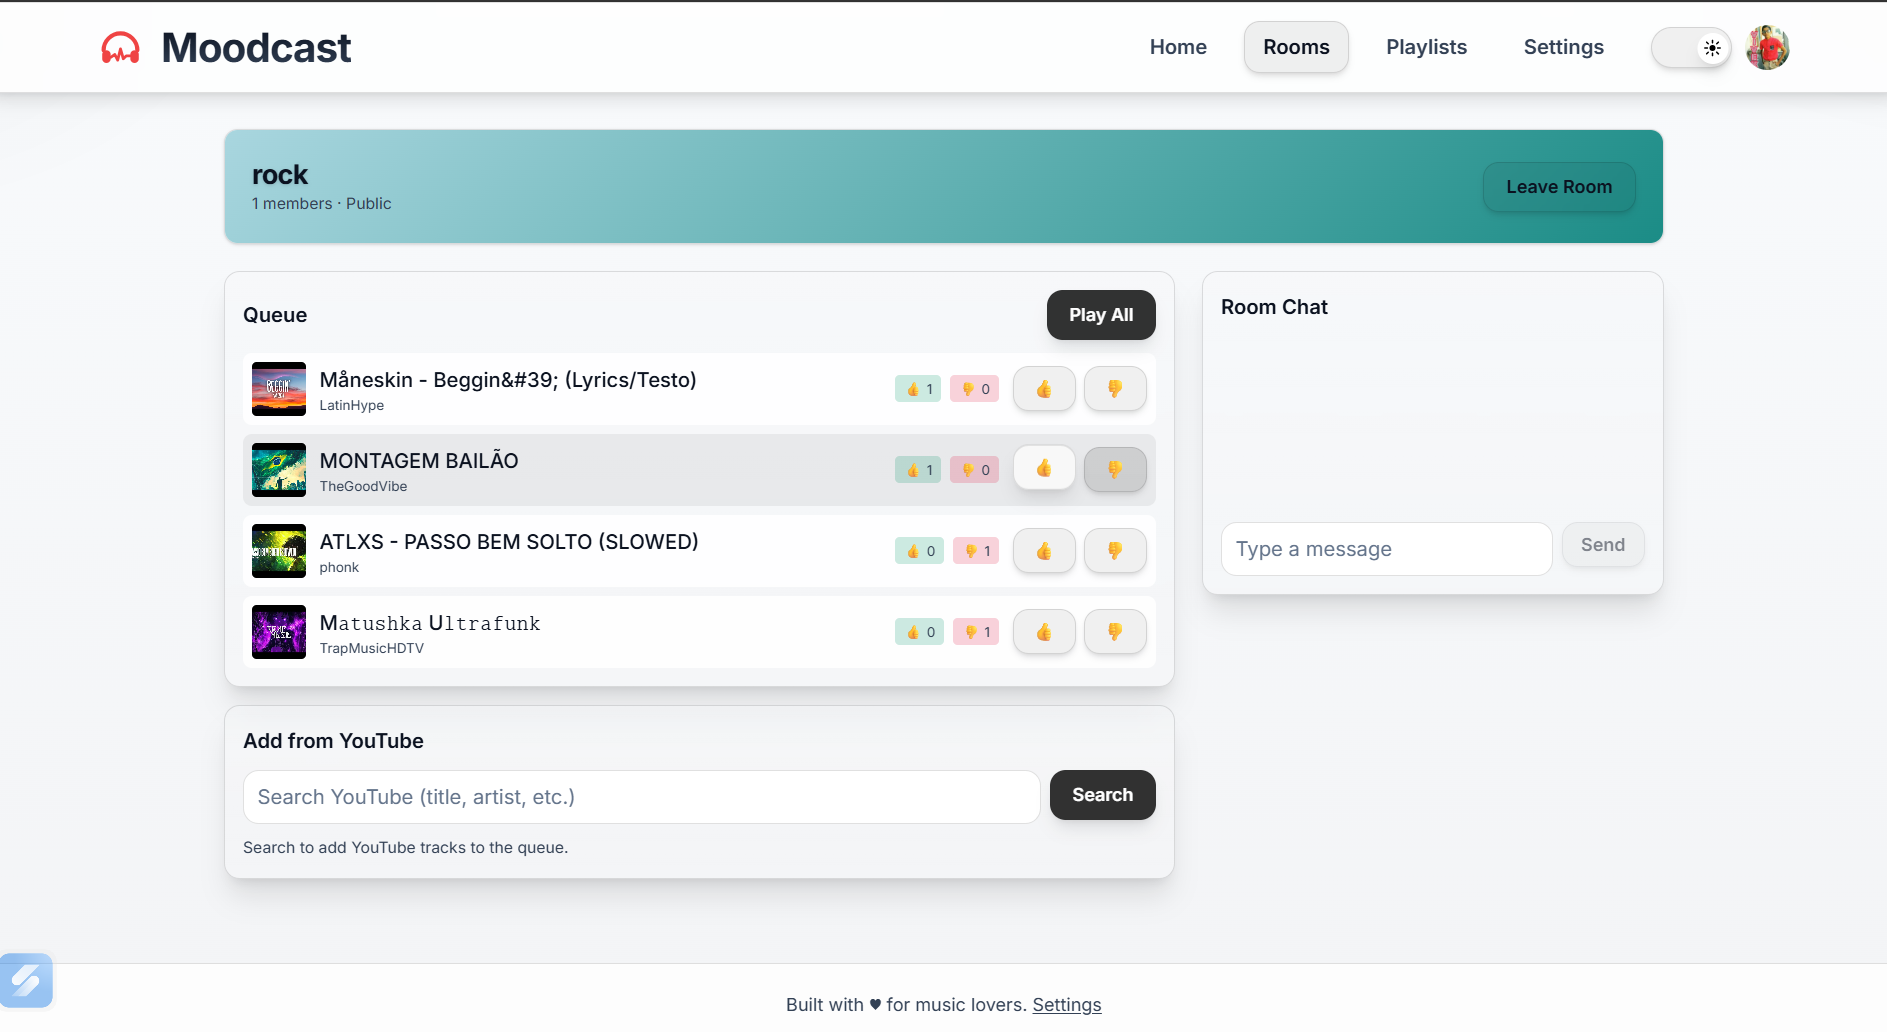 Moodcast
Home
Rooms
Playlists
Settings
rock
1 members · Public
Leave Room
Queue
Play All
Måneskin - Beggin&#39; (Lyrics/Testo)
LatinHype
👍 1
👎 0
👍
👎
MONTAGEM BAILÃO
TheGoodVibe
👍 1
👎 0
👍
👎
ATLXS - PASSO BEM SOLTO (SLOWED)
phonk
👍 0
👎 1
👍
👎
M𝚊𝚝𝚞𝚜𝚑𝚔𝚊 U𝚕𝚝𝚛𝚊𝚏𝚞𝚗𝚔
TrapMusicHDTV
👍 0
👎 1
👍
👎
Add from YouTube
Search YouTube (title, artist, etc.)
Search
Search to add YouTube tracks to the queue.
Room Chat
Type a message
Send
Built with ♥ for music lovers. Settings